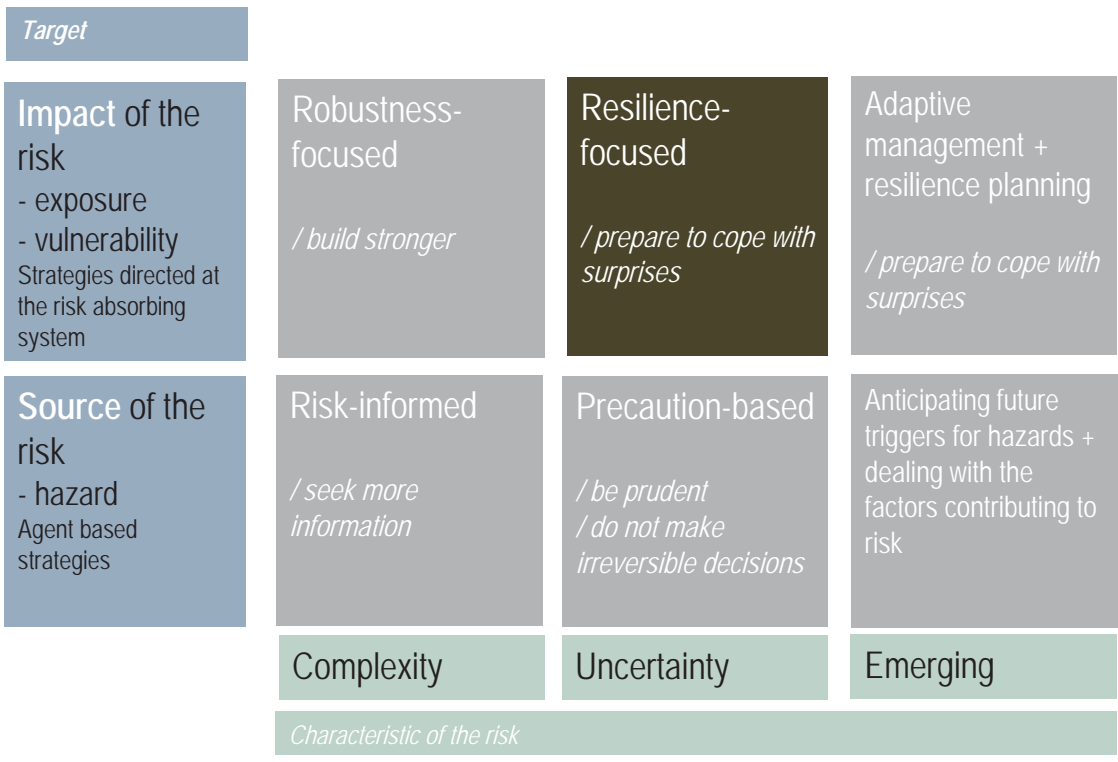 Target
Impact of the
risk
- exposure
- vulnerability
Strategies directed at
the risk absorbing
system
Robustness-
focused
/ build stronger
Resilience-
focused
/ prepare to cope with
surprises
Adaptive
management +
resilience planning
/ prepare to cope with
surprises
Source of the
risk
- hazard
Agent based
strategies
Risk-informed
/ seek more
information
Precaution-based
/ be prudent
/ do not make
irreversible decisions
Anticipating future
triggers for hazards +
dealing with the
factors contributing to
risk
Complexity
Uncertainty
Emerging
Characteristic of the risk